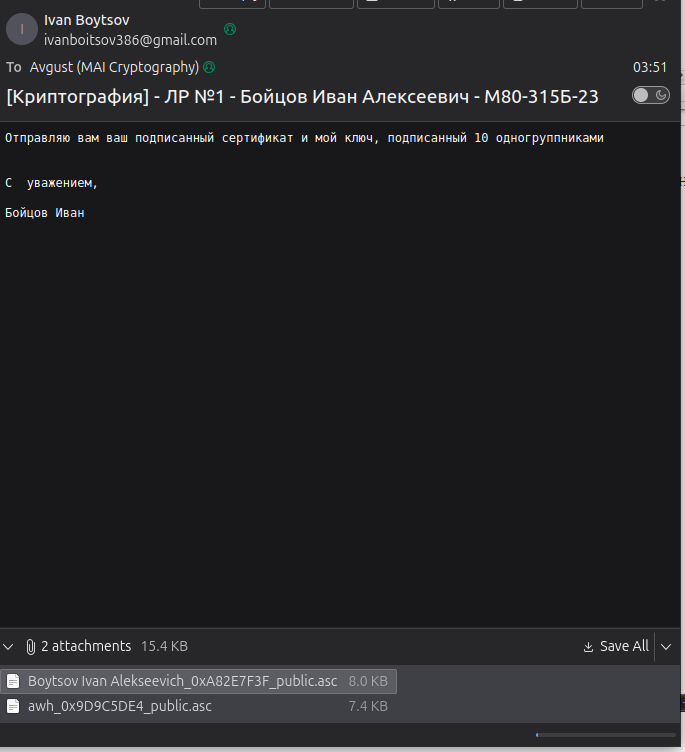 I
Ivan Boytsov
ivanboitsov386@gmail.com
To Avgust (MAI Cryptography)
03:51
[Криптография] - ЛР №1 - Бойцов Иван Алексеевич - М80-315Б-23
Отправляю вам ваш подписанный сертификат и мой ключ, подписанный 10 одногруппниками
С  уважением,
Бойцов Иван
2 attachments 15.4 KB
Save All
Boytsov Ivan Alekseevich_0xA82E7F3F_public.asc 8.0 KB
awh_0x9D9C5DE4_public.asc 7.4 KB